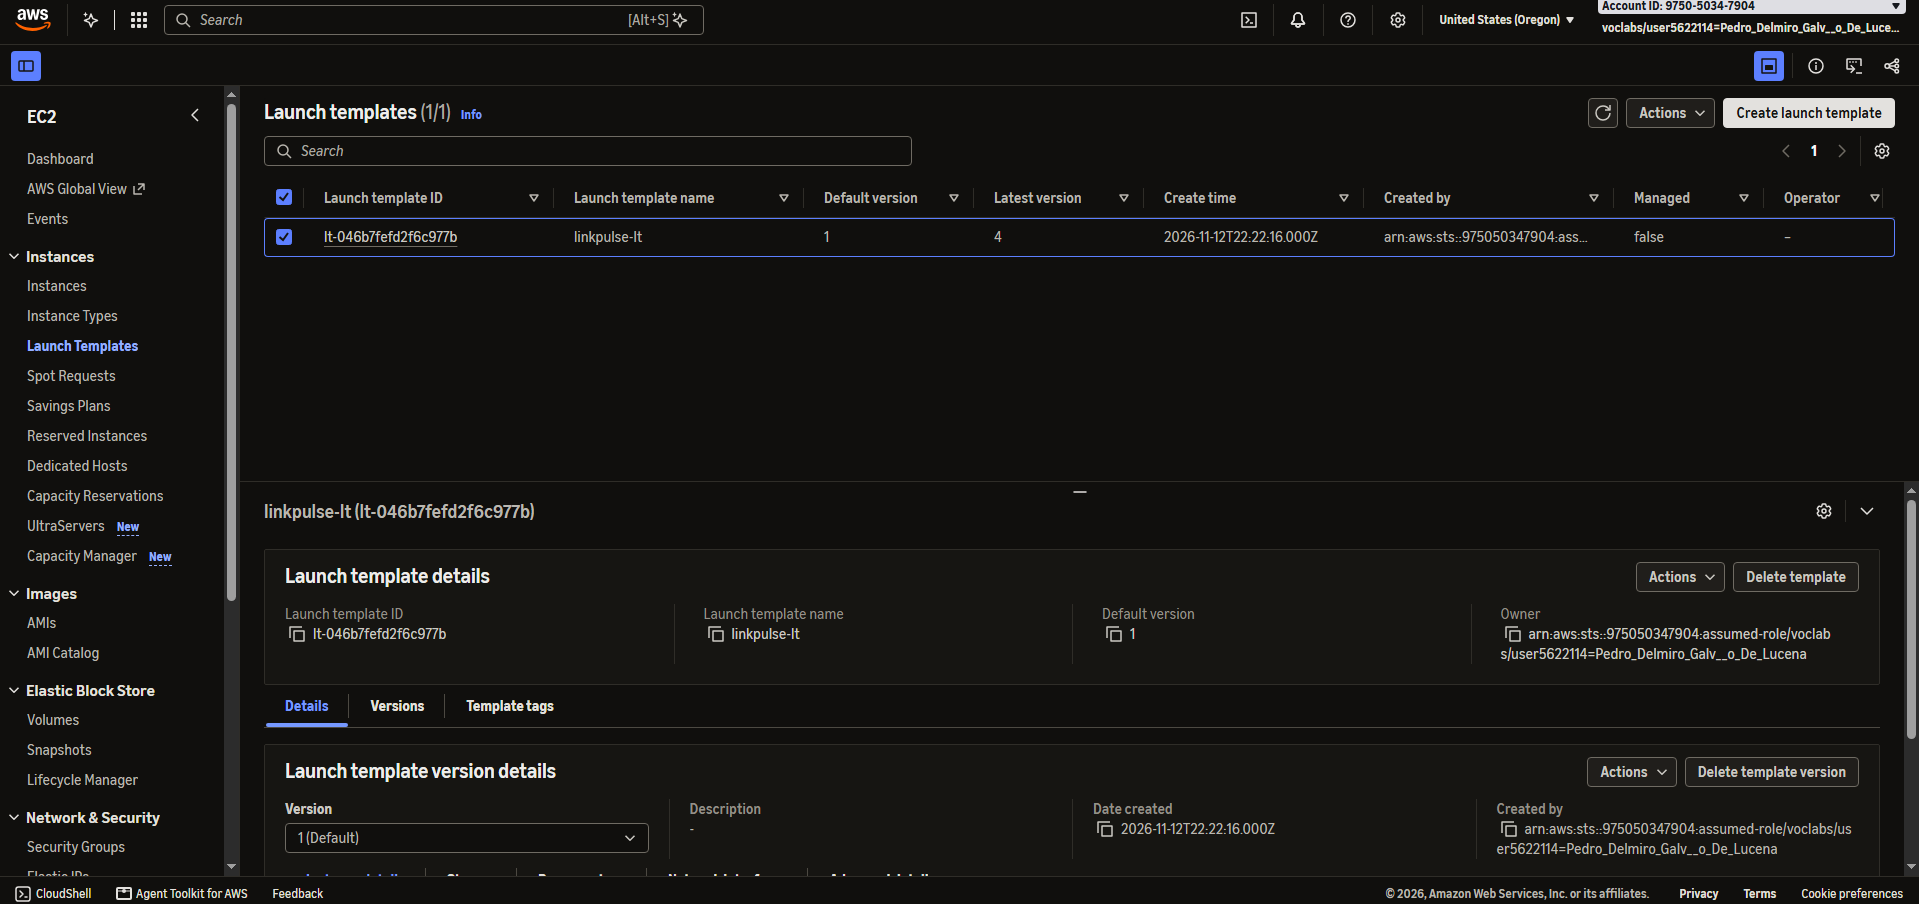 aws
Search
[Alt+S]
United States (Oregon)
Account ID: 9750-5034-7904
voclabs/user5622114=Pedro_Delmiro_Galv__o_De_Luce...
EC2
Dashboard
AWS Global View
Events
Instances
Instances
Instance Types
Launch Templates
Spot Requests
Savings Plans
Reserved Instances
Dedicated Hosts
Capacity Reservations
UltraServers New
Capacity Manager New
Images
AMIs
AMI Catalog
Elastic Block Store
Volumes
Snapshots
Lifecycle Manager
Network & Security
Security Groups
Elastic IPs
Launch templates (1/1) Info
Actions
Create launch template
Search
1
Launch template ID
Launch template name
Default version
Latest version
Create time
Created by
Managed
Operator
lt-046b7fefd2f6c977b
linkpulse-lt
1
4
2026-11-12T22:22:16.000Z
arn:aws:sts::975050347904:ass...
false
–
linkpulse-lt (lt-046b7fefd2f6c977b)
Launch template details
Actions
Delete template
Launch template ID
lt-046b7fefd2f6c977b
Launch template name
linkpulse-lt
Default version
1
Owner
arn:aws:sts::975050347904:assumed-role/voclab
s/user5622114=Pedro_Delmiro_Galv__o_De_Lucena
Details
Versions
Template tags
Launch template version details
Actions
Delete template version
Version
1 (Default)
Description
-
Date created
2026-11-12T22:22:16.000Z
Created by
arn:aws:sts::975050347904:assumed-role/voclabs/us
er5622114=Pedro_Delmiro_Galv__o_De_Lucena
CloudShell
Agent Toolkit for AWS
Feedback
© 2026, Amazon Web Services, Inc. or its affiliates.
Privacy
Terms
Cookie preferences